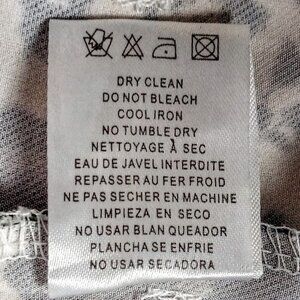 DRY CLEAN
DO NOT BLEACH
COOL IRON
NO TUMBLE DRY
NETTOYAGE À SEC
EAU DE JAVEL INTERDITE
REPASSER AU FER FROID
NE PAS SECHER EN MACHINE
LIMPIEZA EN SECO
NO USAR BLAN QUEADOR
PLANCHA SE ENFRIE
NO USAR SECADORA